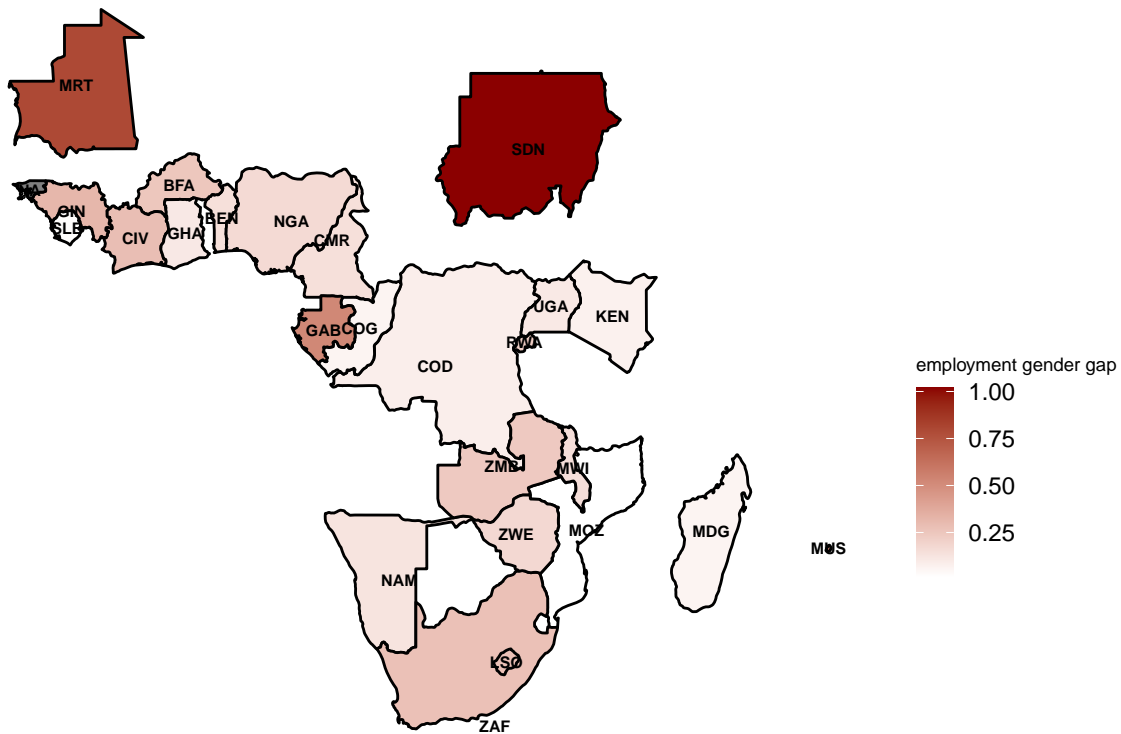 MRT
SDN
BFA
GIN
SLE
CIV
GHA
BEN
NGA
CMR
GAB
COG
COD
UGA
KEN
RWA
ZMB
MWI
MOZ
ZWE
NAM
MDG
MUS
LSO
ZAF
employment gender gap
1.00
0.75
0.50
0.25